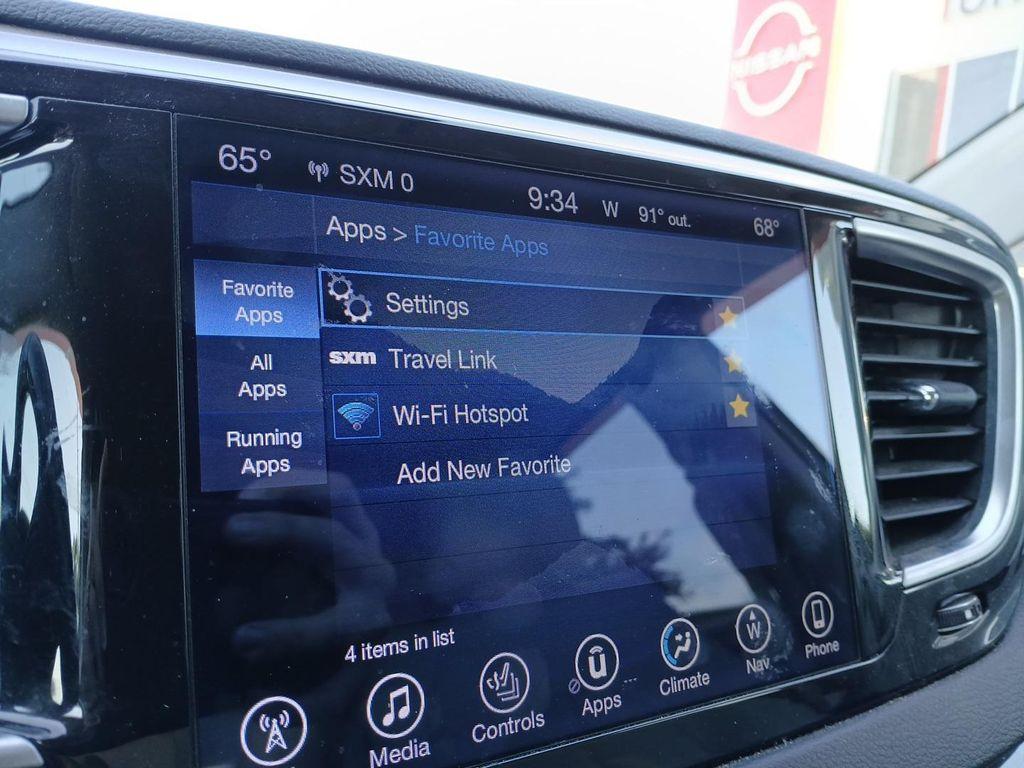 NISSAN
65° SXM 0 9:34 W 91° out. 68°
Apps > Favorite Apps
Favorite
Apps
All
Apps
Running
Apps
Settings
sxm Travel Link
Wi-Fi Hotspot
Add New Favorite
4 items in list
Media
Controls
u
Apps
Climate
W
Nav
Phone